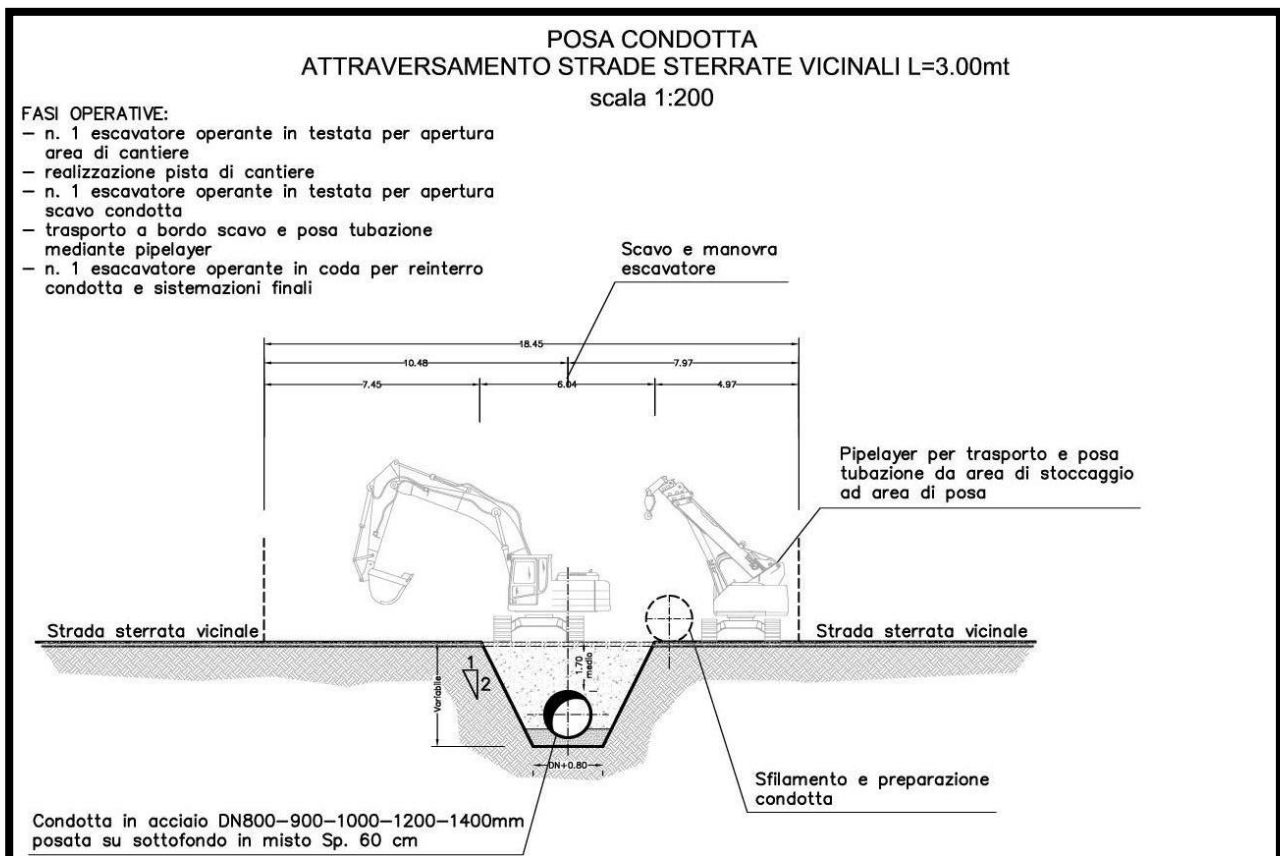 POSA CONDOTTA
ATTRAVERSAMENTO STRADE STERRATE VICINALI L=3.00mt
scala 1:200
FASI OPERATIVE:
– n. 1 escavatore operante in testata per apertura
area di cantiere
– realizzazione pista di cantiere
– n. 1 escavatore operante in testata per apertura
scavo condotta
– trasporto a bordo scavo e posa tubazione
mediante pipelayer
– n. 1 esacavatore operante in coda per reinterro
condotta e sistemazioni finali
Scavo e manovra
escavatore
18.45
10.48
7.97
7.45
6.04
4.97
Pipelayer per trasporto e posa
tubazione da area di stoccaggio
ad area di posa
Strada sterrata vicinale
Strada sterrata vicinale
1
2
Variabile
1.70
medio
DN+0.80
Sfilamento e preparazione
condotta
Condotta in acciaio DN800–900–1000–1200–1400mm
posata su sottofondo in misto Sp. 60 cm